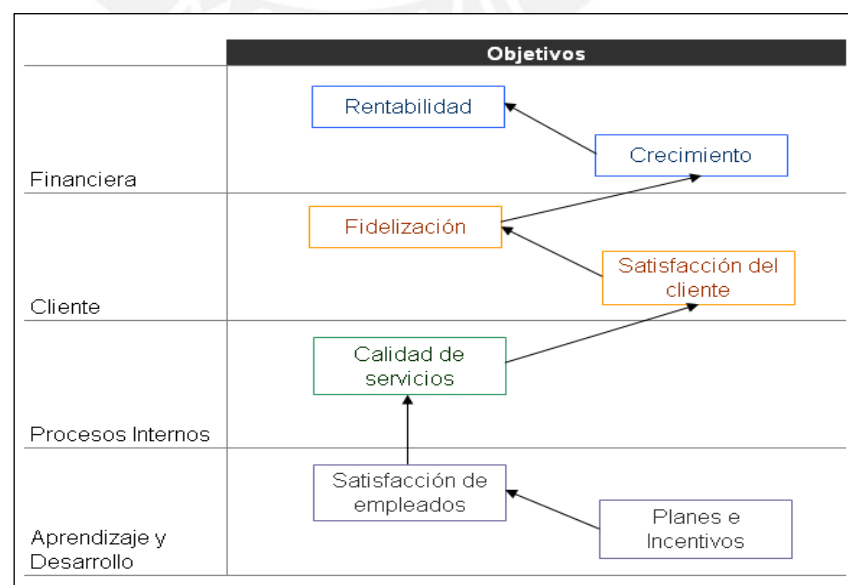 Objetivos
Rentabilidad
Crecimiento
Financiera
Fidelización
Satisfacción del
cliente
Cliente
Calidad de
servicios
Procesos Internos
Satisfacción de
empleados
Planes e
Incentivos
Aprendizaje y
Desarrollo